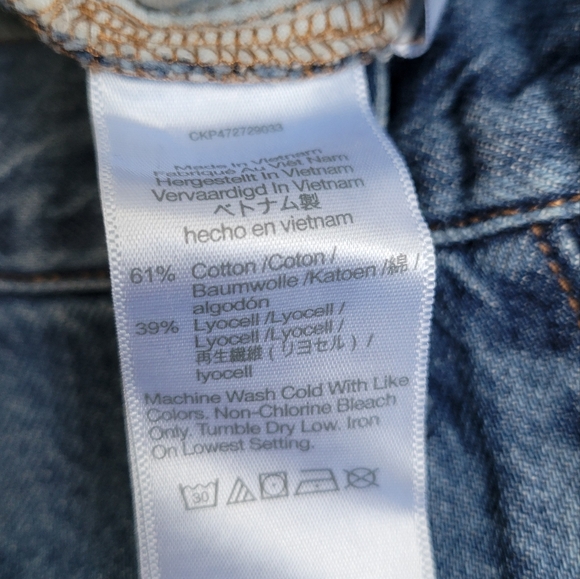 CKP472729033
Made In Vietnam
Fabriqué Au Viêt Nam
Hergestellt In Vietnam
Vervaardigd In Vietnam
ベトナム製
hecho en vietnam
61% Cotton /Coton /
Baumwolle /Katoen /綿 /
algodón
39% Lyocell /Lyocell /
Lyocell /Lyocell /
再生繊維 ( リヨセル ) /
lyocell
Machine Wash Cold With Like
Colors. Non-Chlorine Bleach
Only. Tumble Dry Low. Iron
On Lowest Setting.
30